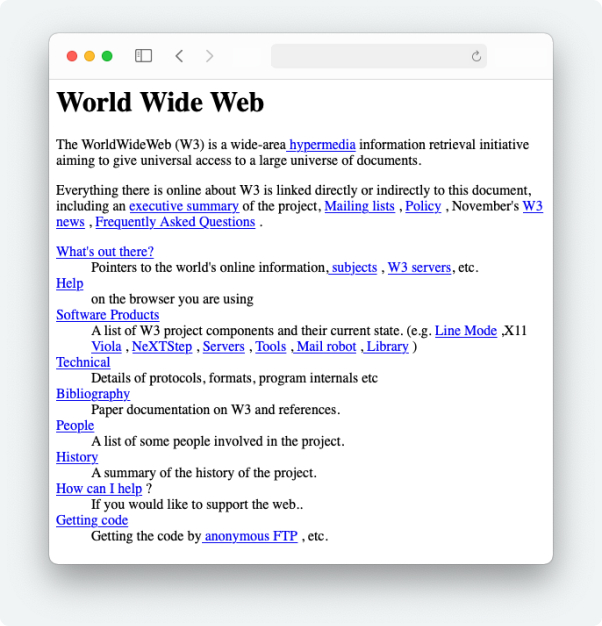 World Wide Web
The WorldWideWeb (W3) is a wide-area hypermedia information retrieval initiative
aiming to give universal access to a large universe of documents.
Everything there is online about W3 is linked directly or indirectly to this document,
including an executive summary of the project, Mailing lists , Policy , November's W3
news , Frequently Asked Questions .
What's out there?
Pointers to the world's online information, subjects , W3 servers, etc.
Help
on the browser you are using
Software Products
A list of W3 project components and their current state. (e.g. Line Mode ,X11
Viola , NeXTStep , Servers , Tools , Mail robot , Library )
Technical
Details of protocols, formats, program internals etc
Bibliography
Paper documentation on W3 and references.
People
A list of some people involved in the project.
History
A summary of the history of the project.
How can I help ?
If you would like to support the web..
Getting code
Getting the code by anonymous FTP , etc.